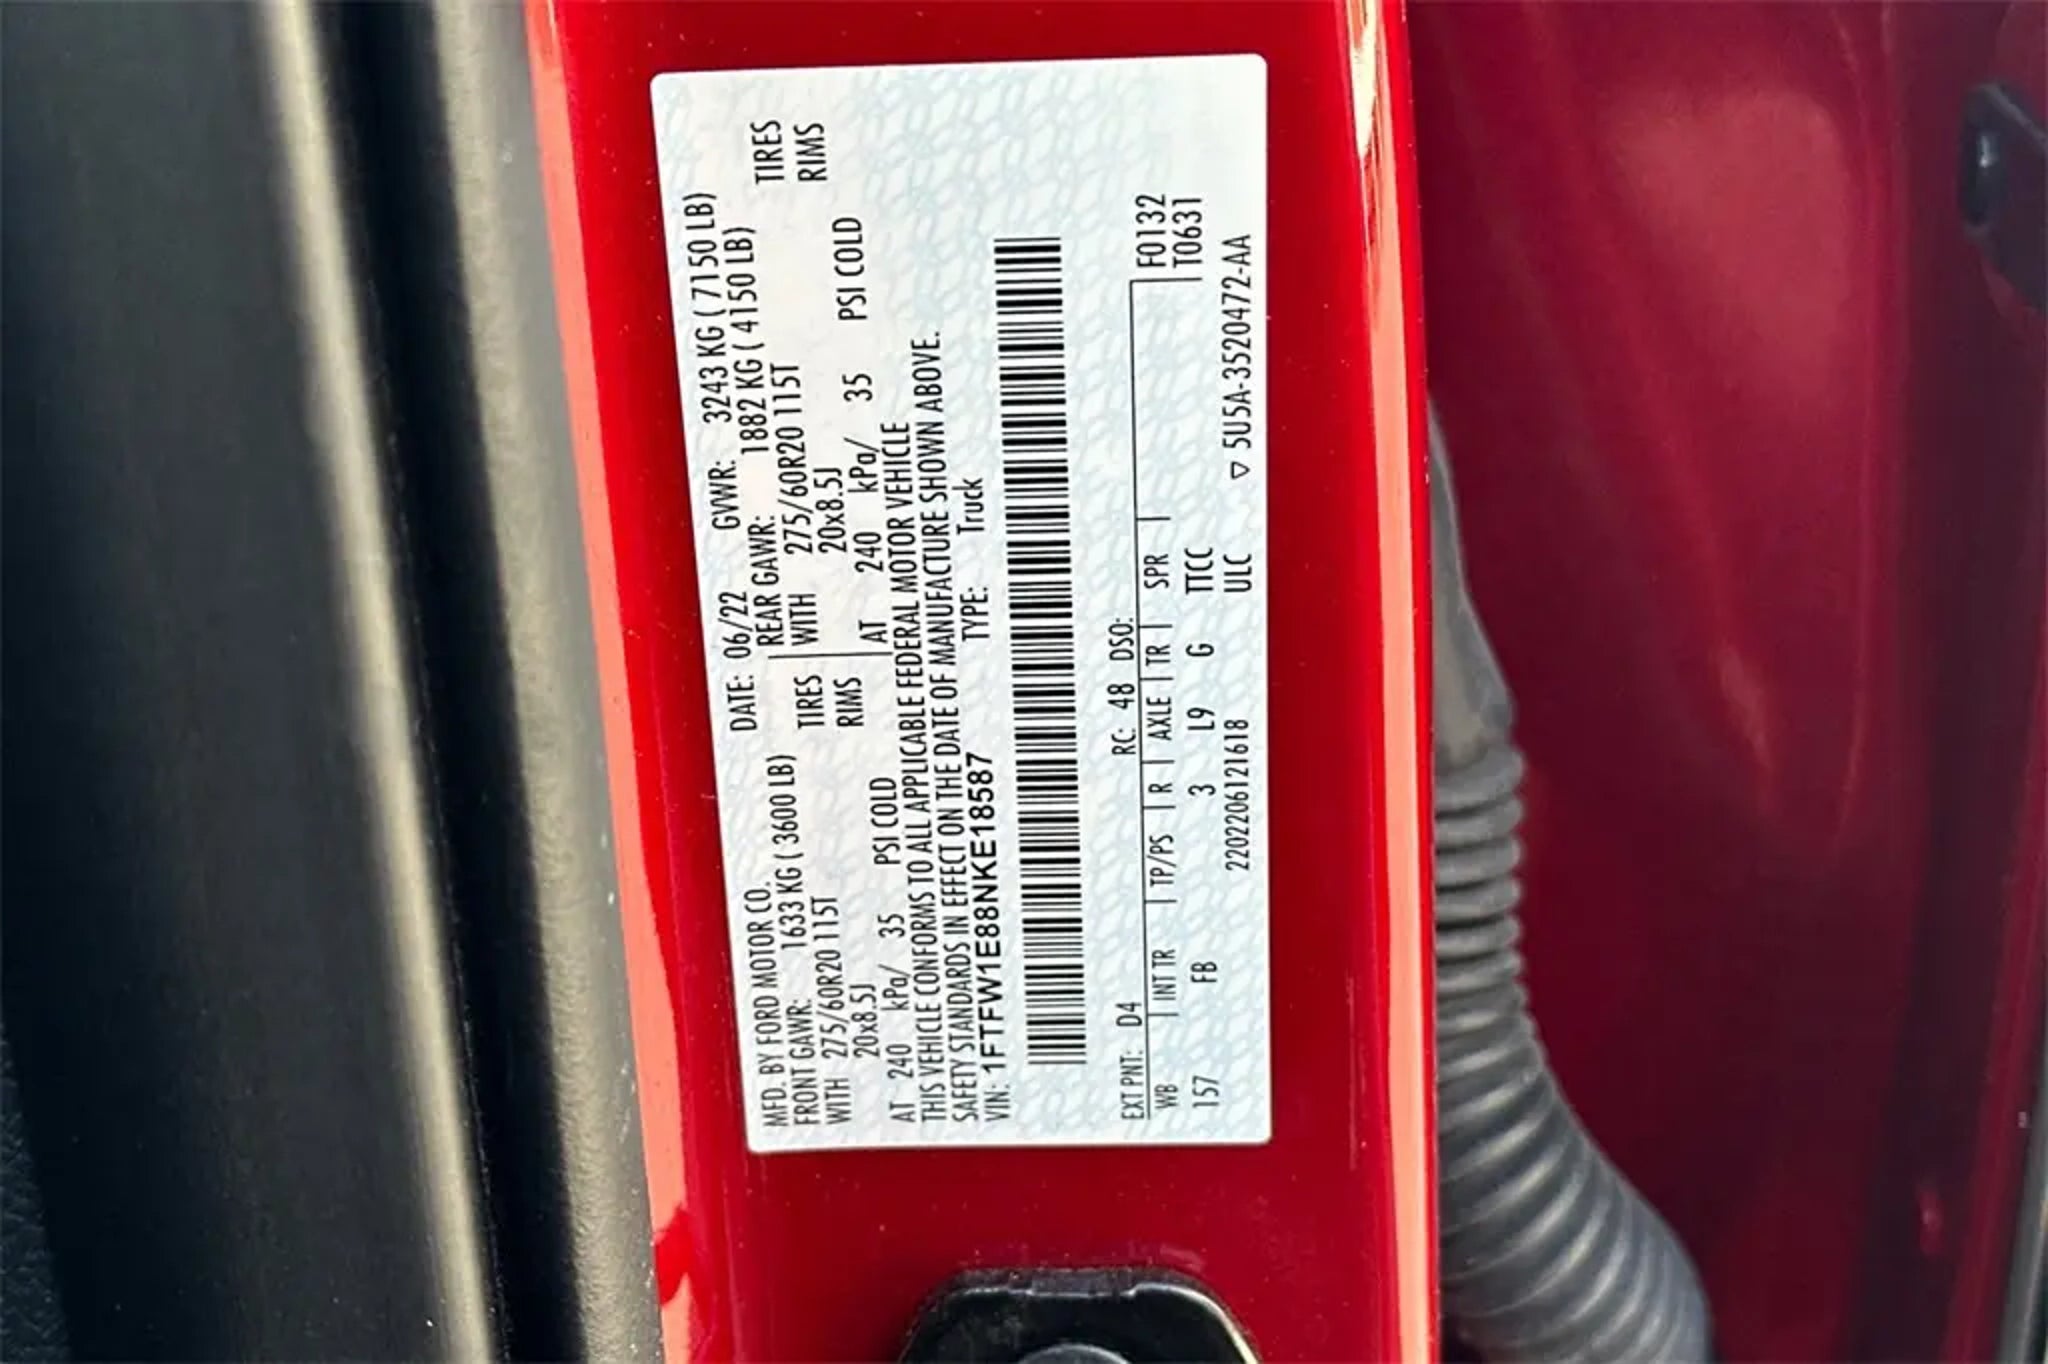 MFD. BY FORD MOTOR CO. DATE: 06/22 GVWR: 3243 KG ( 7150 LB)
FRONT GAWR: 1633 KG ( 3600 LB) REAR GAWR: 1882 KG ( 4150 LB)
WITH 275/60R20 115T TIRES WITH 275/60R20 115T TIRES
20x8.5J RIMS 20x8.5J RIMS
AT 240 kPa/ 35 PSI COLD AT 240 kPa/ 35 PSI COLD
THIS VEHICLE CONFORMS TO ALL APPLICABLE FEDERAL MOTOR VEHICLE
SAFETY STANDARDS IN EFFECT ON THE DATE OF MANUFACTURE SHOWN ABOVE.
VIN: 1FTFW1E88NKE18587 TYPE: Truck
EXT PNT: D4 RC: 48 DSO: F0132
WB INT TR TP/PS R AXLE TR SPR T0631
157 FB 3 L9 G TTCC
220220612161​8 ULC ▽ 5U5A-3520472-AA